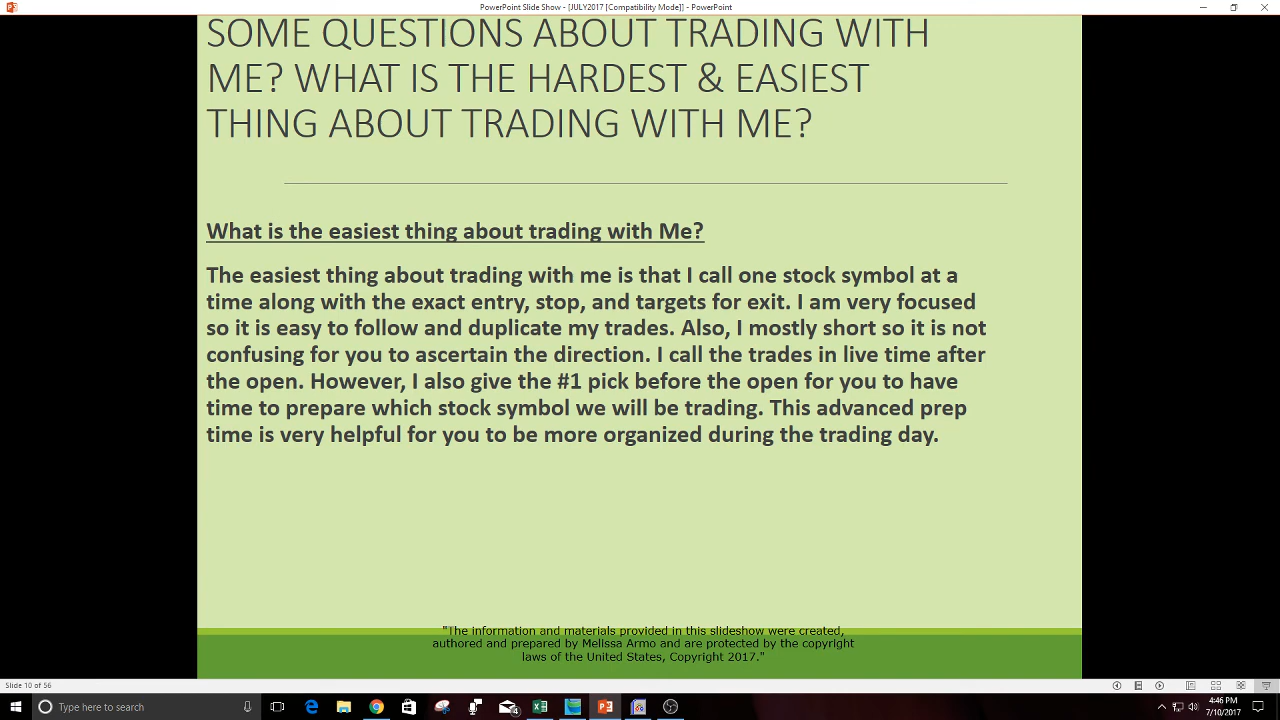 PowerPoint Slide Show - [JULY2017 [Compatibility Mode]] - PowerPoint
SOME QUESTIONS ABOUT TRADING WITH
ME? WHAT IS THE HARDEST & EASIEST
THING ABOUT TRADING WITH ME?
What is the easiest thing about trading with Me?
The easiest thing about trading with me is that I call one stock symbol at a
time along with the exact entry, stop, and targets for exit. I am very focused
so it is easy to follow and duplicate my trades. Also, I mostly short so it is not
confusing for you to ascertain the direction. I call the trades in live time after
the open. However, I also give the #1 pick before the open for you to have
time to prepare which stock symbol we will be trading. This advanced prep
time is very helpful for you to be more organized during the trading day.
"The information and materials provided in this slideshow were created,
authored and prepared by Melissa Armo and are protected by the copyright
laws of the United States, Copyright 2017."
Slide 10 of 56
Type here to search
4:46 PM
7/10/2017